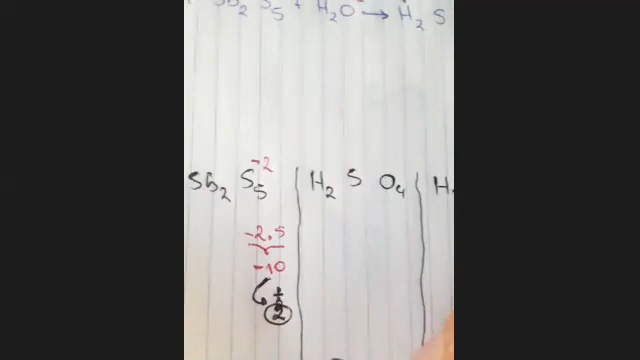 Sb₂ S₅ + H₂O → H₂ S
-2
Sb₂ S₅ | H₂ S O₄ | H
-2.5
-10
÷
2